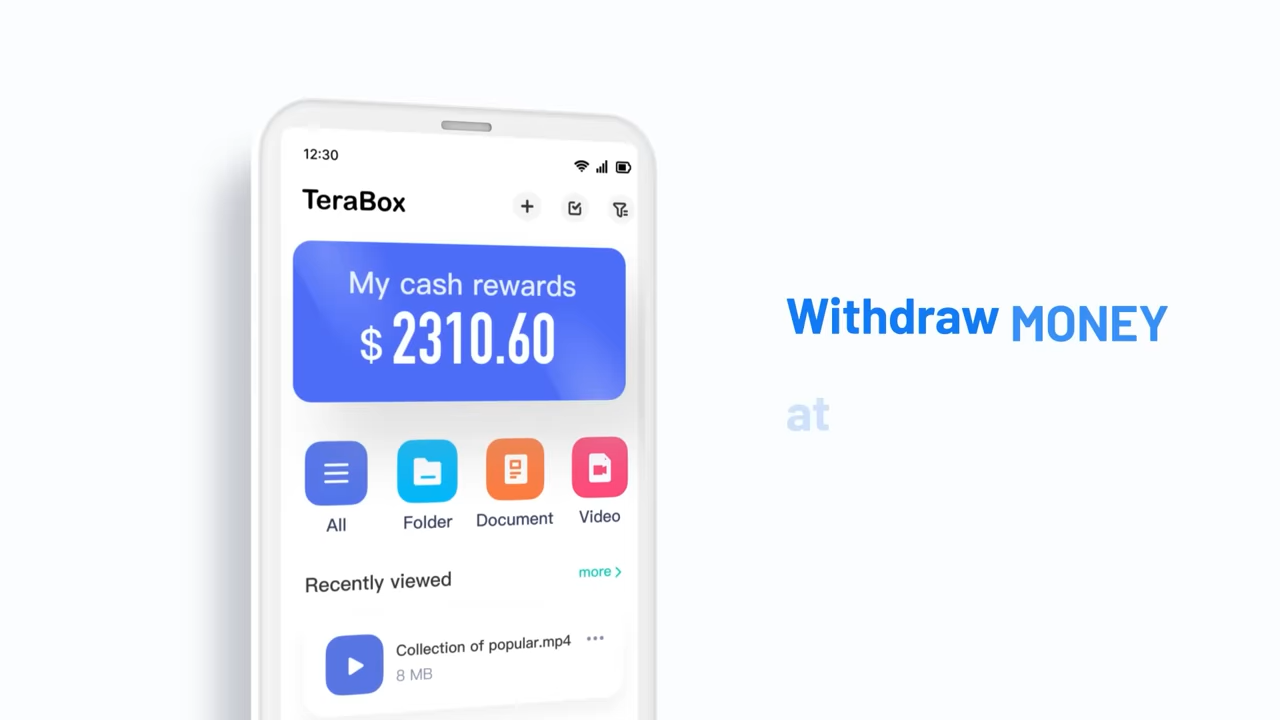 12:30
TeraBox
My cash rewards
$ 2310.60
All
Folder
Document
Video
Recently viewed
more
Collection of popular.mp4
8 MB
Withdraw MONEY
at